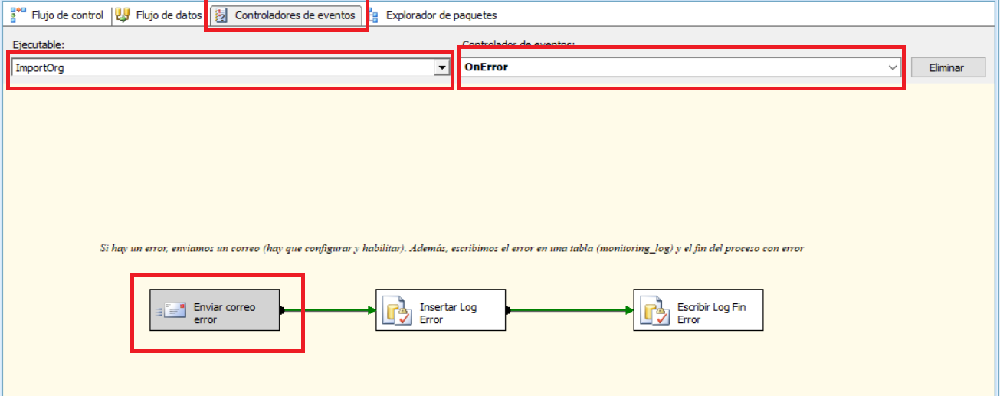 Flujo de control
Flujo de datos
Controladores de eventos
Explorador de paquetes
Ejecutable:
Controlador de eventos:
ImportOrg
OnError
Eliminar
Si hay un error, enviamos un correo (hay que configurar y habilitar). Además, escribimos el error en una tabla (monitoring_log) y el fin del proceso con error
Enviar correo
error
Insertar Log
Error
Escribir Log Fin
Error